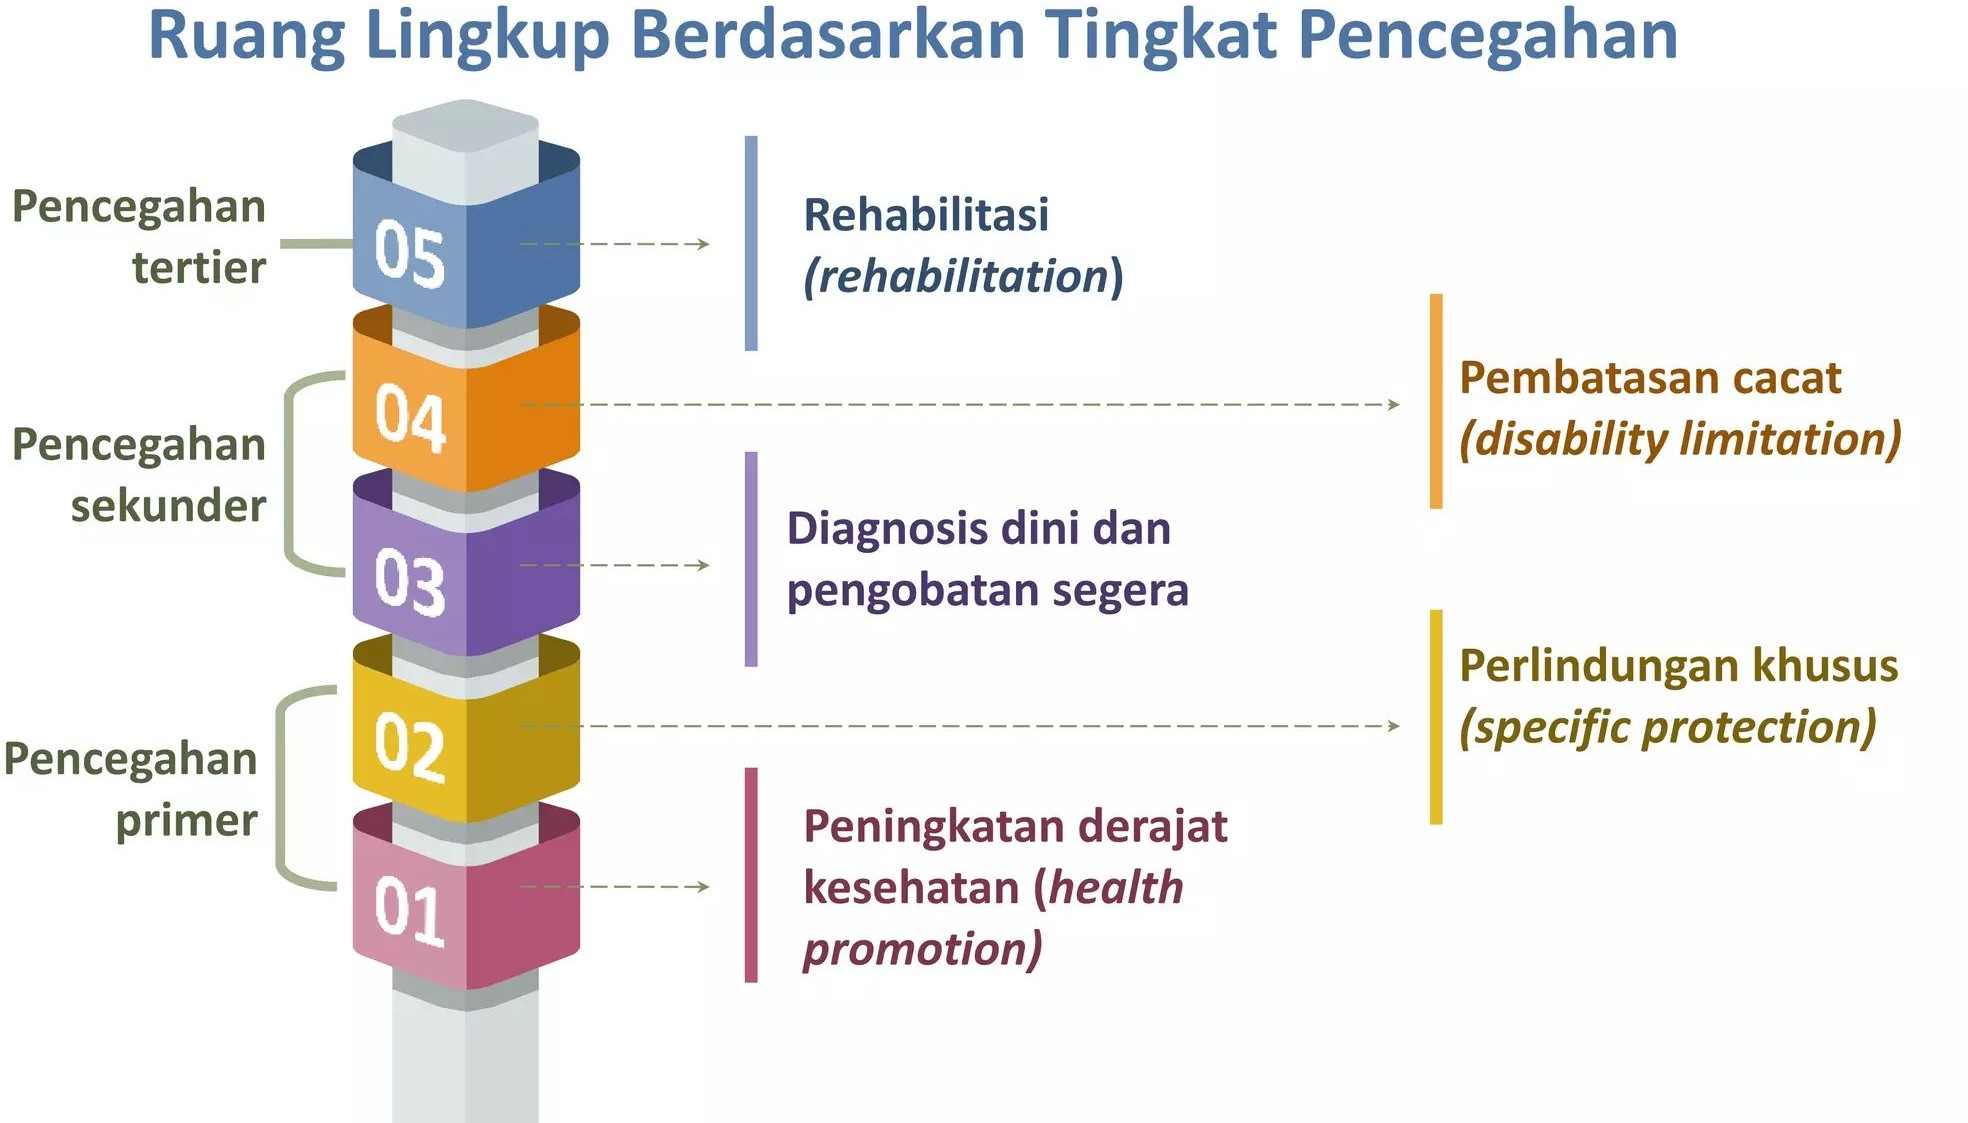 Ruang Lingkup Berdasarkan Tingkat Pencegahan
Pencegahan
tertier
05
Rehabilitasi
(rehabilitation)
04
Pembatasan cacat
(disability limitation)
Pencegahan
sekunder
03
Diagnosis dini dan
pengobatan segera
02
Perlindungan khusus
(specific protection)
Pencegahan
primer
01
Peningkatan derajat
kesehatan (health
promotion)